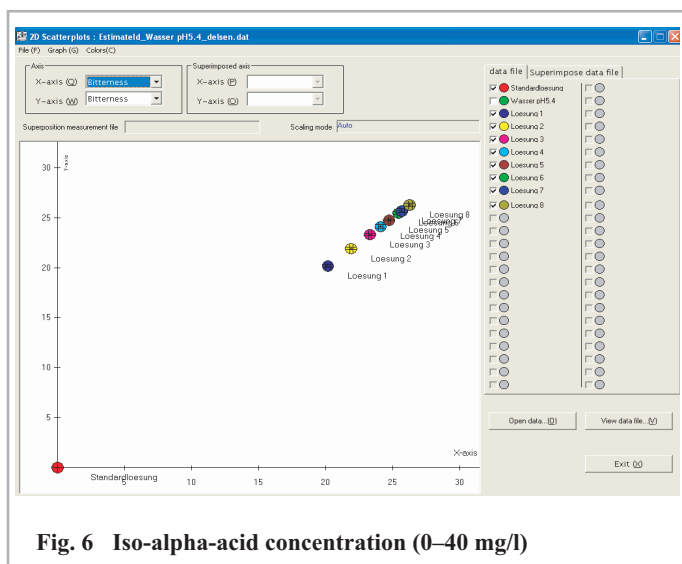 2D Scatterplots : EstimateId_Wasser pH5.4_delsen.dat
File (F) Graph (G) Colors(C)
Axis
X-axis (Q) Bitterness
Y-axis (W) Bitterness
Superimposed axis
X-axis (P)
Y-axis (O)
Superposition measurement file
Scaling mode Auto
data file Superimpose data file
Standardloesung
Wasser pH5.4
Loesung 1
Loesung 2
Loesung 3
Loesung 4
Loesung 5
Loesung 6
Loesung 7
Loesung 8
Open data...(D) View data file...(V)
Exit (X)
Y-axis
30
25
20
15
10
5
Loesung 8
Loesung 7
Loesung 6
Loesung 5
Loesung 4
Loesung 3
Loesung 2
Loesung 1
X-axis
Standardloesung
5 10 15 20 25 30
Fig. 6 Iso-alpha-acid concentration (0–40 mg/l)